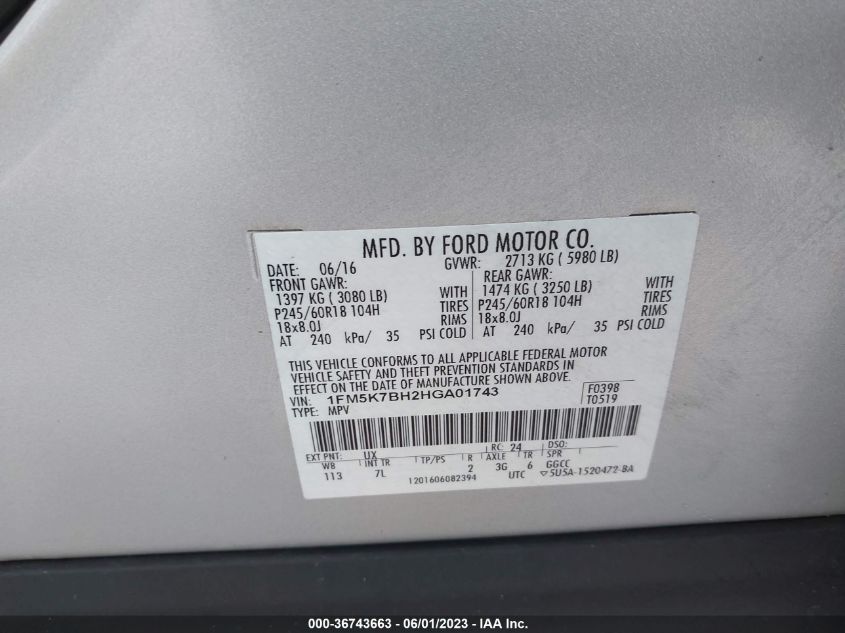 MFD. BY FORD MOTOR CO.
DATE: 06/16 GVWR: 2713 KG ( 5980 LB)
FRONT GAWR: REAR GAWR:
1397 KG ( 3080 LB) WITH 1474 KG ( 3250 LB) WITH
P245/60R18 104H TIRES P245/60R18 104H TIRES
18x8.0J RIMS 18x8.0J RIMS
AT 240 kPa/ 35 PSI COLD AT 240 kPa/ 35 PSI COLD
THIS VEHICLE CONFORMS TO ALL APPLICABLE FEDERAL MOTOR
VEHICLE SAFETY AND THEFT PREVENTION STANDARDS IN
EFFECT ON THE DATE OF MANUFACTURE SHOWN ABOVE.
VIN: 1FM5K7BH2HGA01743 F0398
TYPE: MPV T0519
EXT PNT: UX RC: 24 DSO:
WB INT TR TP/PS R AXLE TR SPR
113 7L 2 3G 6 GGCC
1201606082394 UTC ▽5USA-1520472-BA
000-36743663 - 06/01/2023 - IAA Inc.